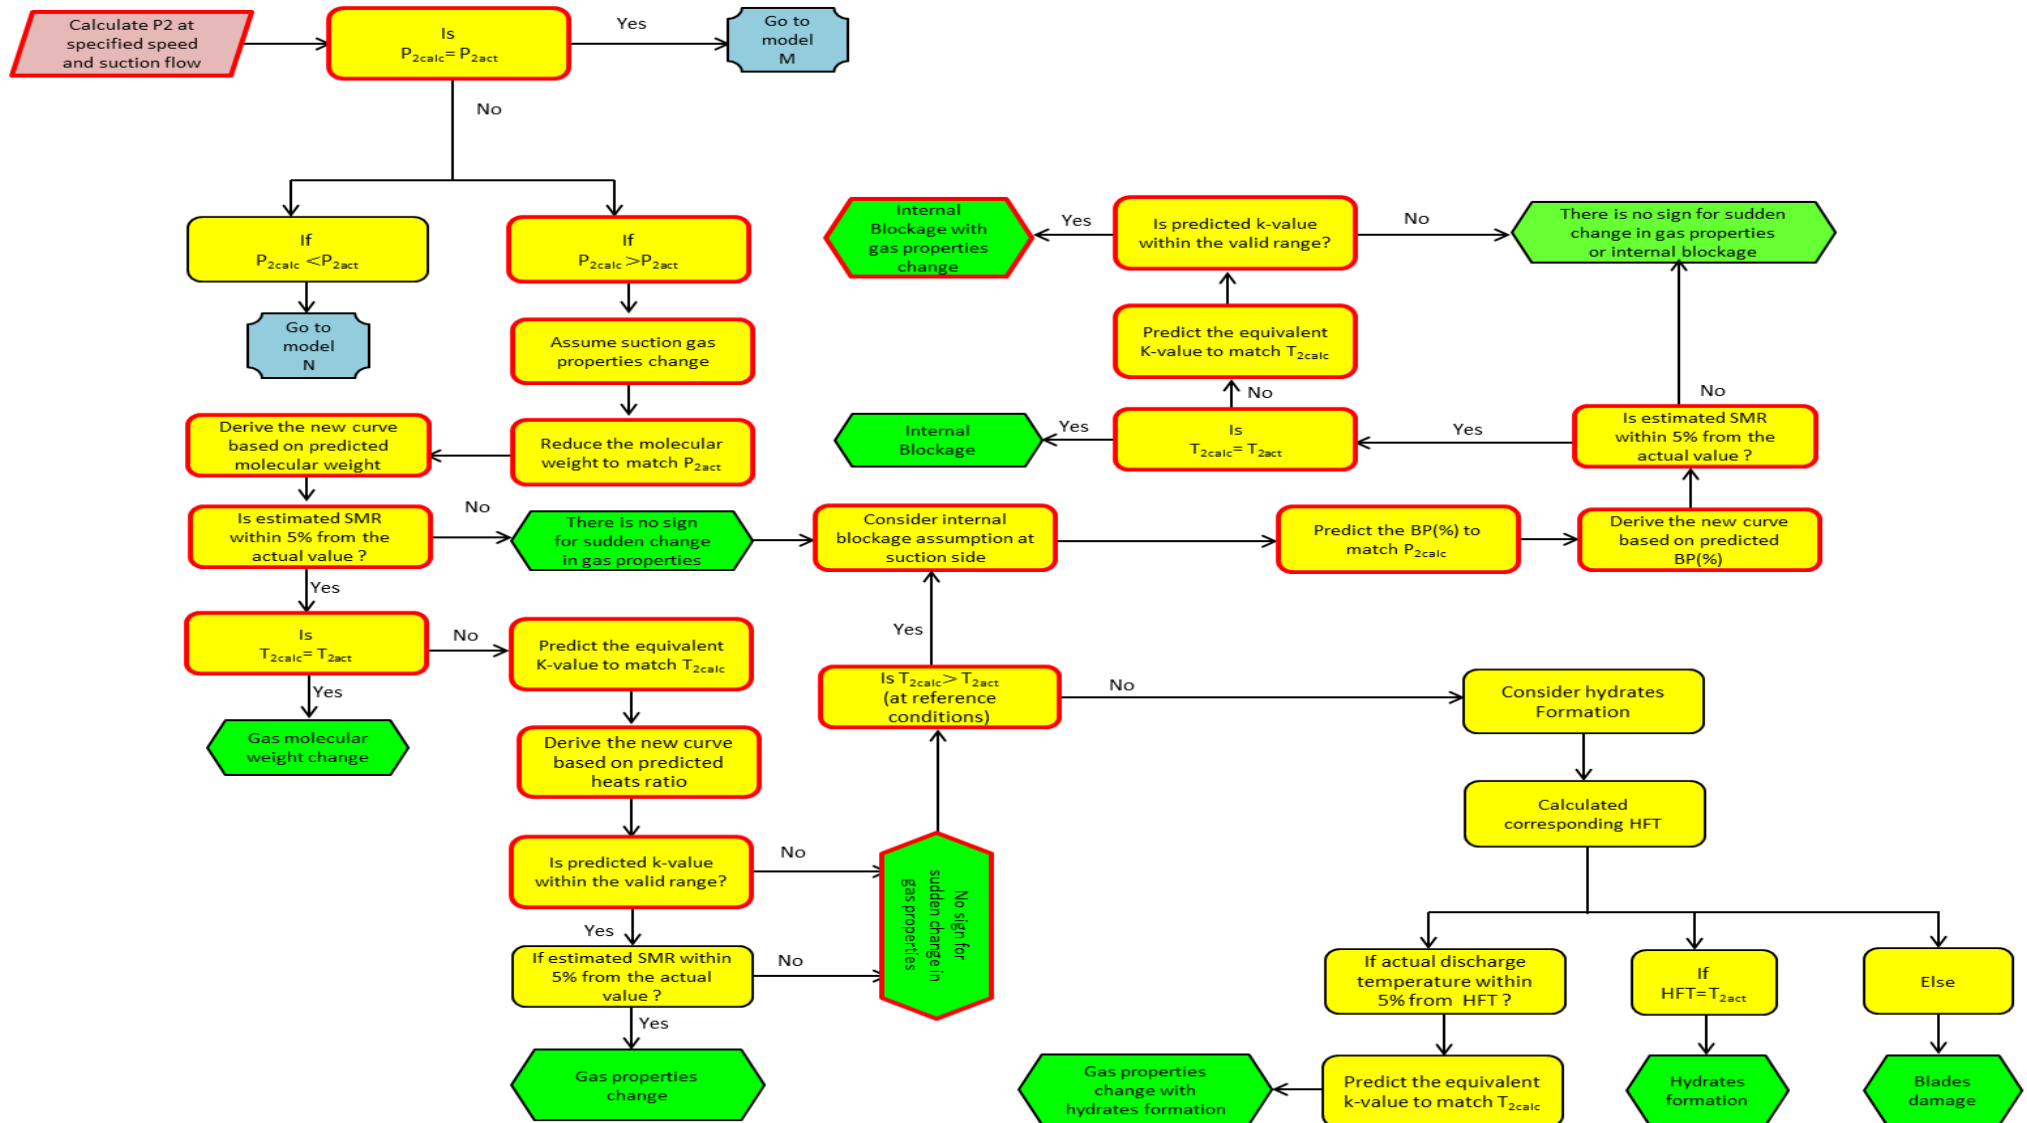 Calculate P2 at
specified speed
and suction flow
Is
P2calc= P2act
Yes
Go to
model
M
No
If
P2calc <P2act
If
P2calc >P2act
Go to
model
N
Assume suction gas
properties change
Reduce the molecular
weight to match P2act
Derive the new curve
based on predicted
molecular weight
Is estimated SMR
within 5% from the
actual value ?
No
There is no sign
for sudden change
in gas properties
Yes
Is
T2calc= T2act
No
Yes
Gas molecular
weight change
Predict the equivalent
K-value to match T2calc
Derive the new curve
based on predicted
heats ratio
Is predicted k-value
within the valid range?
No
Yes
If estimated SMR within
5% from the actual
value ?
No
Yes
Gas properties
change
No sign for
sudden change in
gas properties
Is T2calc> T2act
(at reference
conditions)
Yes
No
Consider internal
blockage assumption at
suction side
Predict the BP(%) to
match P2calc
Derive the new curve
based on predicted
BP(%)
Is estimated SMR
within 5% from the
actual value ?
No
Yes
There is no sign for sudden
change in gas properties
or internal blockage
Is
T2calc= T2act
Yes
Internal
Blockage
No
Predict the equivalent
K-value to match T2calc
Is predicted k-value
within the valid range?
No
Yes
Internal
Blockage with
gas properties
change
Consider hydrates
Formation
Calculated
corresponding HFT
If actual discharge
temperature within
5% from HFT ?
If
HFT=T2act
Else
Predict the equivalent
k-value to match T2calc
Gas properties
change with
hydrates formation
Hydrates
formation
Blades
damage